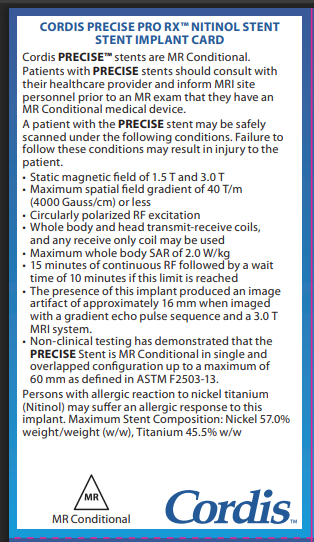 CORDIS PRECISE PRO RX™ NITINOL STENT
STENT IMPLANT CARD
Cordis PRECISE™ stents are MR Conditional.
Patients with PRECISE stents should consult with
their healthcare provider and inform MRI site
personnel prior to an MR exam that they have an
MR Conditional medical device.
A patient with the PRECISE stent may be safely
scanned under the following conditions. Failure to
follow these conditions may result in injury to the
patient.
• Static magnetic field of 1.5 T and 3.0 T
• Maximum spatial field gradient of 40 T/m
(4000 Gauss/cm) or less
• Circularly polarized RF excitation
• Whole body and head transmit-receive coils,
and any receive only coil may be used
• Maximum whole body SAR of 2.0 W/kg
• 15 minutes of continuous RF followed by a wait
time of 10 minutes if this limit is reached
• The presence of this implant produced an image
artifact of approximately 16 mm when imaged
with a gradient echo pulse sequence and a 3.0 T
MRI system.
• Non-clinical testing has demonstrated that the
PRECISE Stent is MR Conditional in single and
overlapped configuration up to a maximum of
60 mm as defined in ASTM F2503-13.
Persons with allergic reaction to nickel titanium
(Nitinol) may suffer an allergic response to this
implant. Maximum Stent Composition: Nickel 57.0%
weight/weight (w/w), Titanium 45.5% w/w
MR
MR Conditional
Cordis™